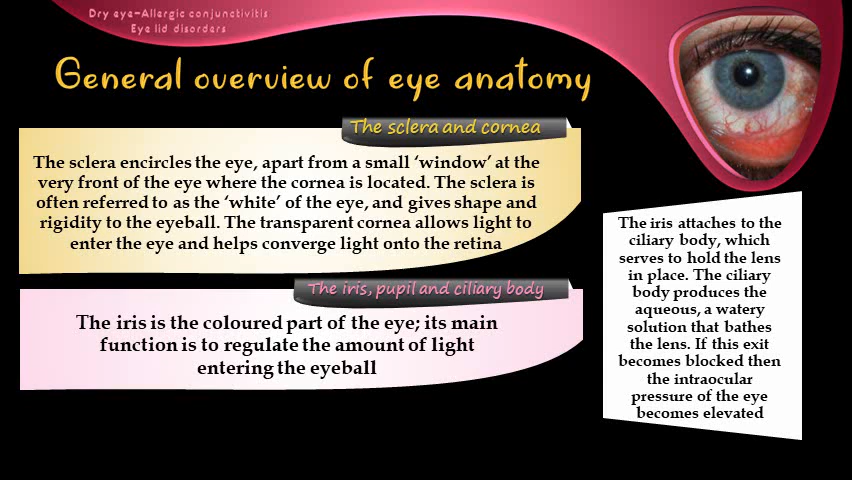 Dry eye–Allergic conjunctivitis
Eye lid disorders
General overview of eye anatomy
The sclera and cornea
The sclera encircles the eye, apart from a small ‘window’ at the
very front of the eye where the cornea is located. The sclera is
often referred to as the ‘white’ of the eye, and gives shape and
rigidity to the eyeball. The transparent cornea allows light to
enter the eye and helps converge light onto the retina
The iris, pupil and ciliary body
The iris is the coloured part of the eye; its main
function is to regulate the amount of light
entering the eyeball
The iris attaches to the
ciliary body, which
serves to hold the lens
in place. The ciliary
body produces the
aqueous, a watery
solution that bathes
the lens. If this exit
becomes blocked then
the intraocular
pressure of the eye
becomes elevated